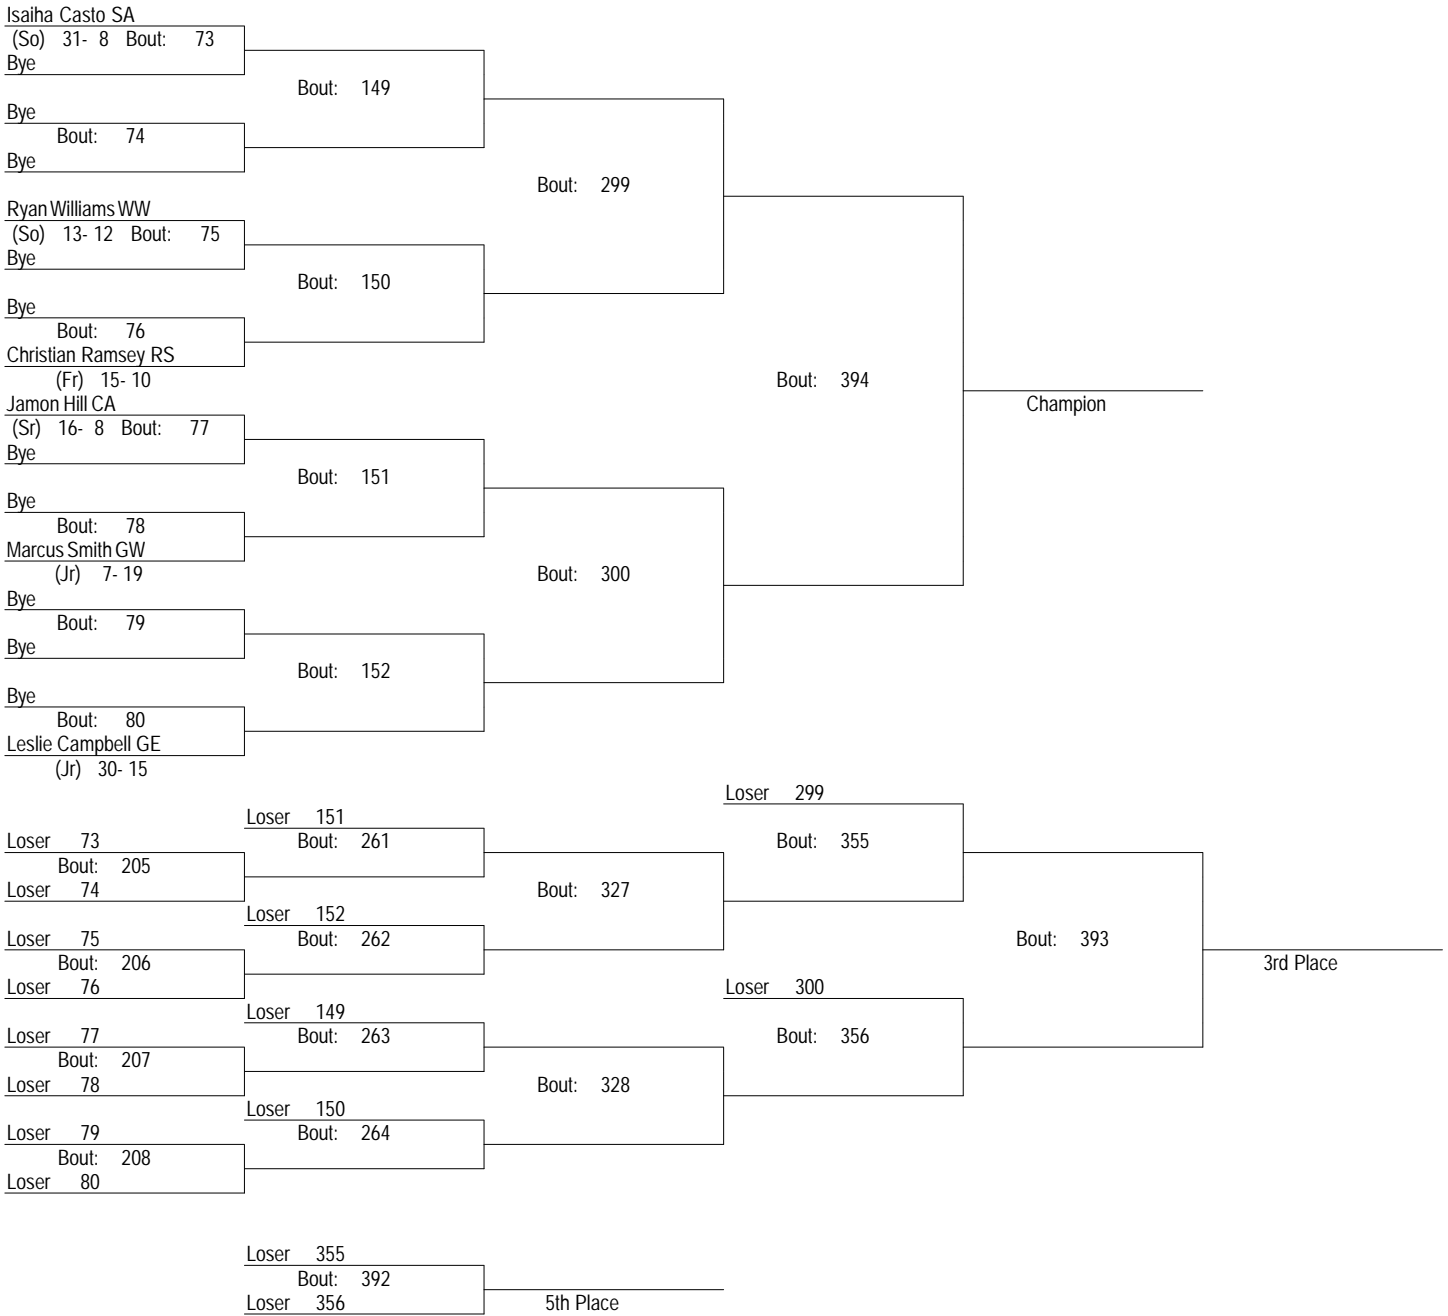 Isaiha Casto SA
(So) 31- 8 Bout: 73
Bye
Bout: 149
Bye
Bout: 74
Bye
Bout: 299
Ryan Williams WW
(So) 13- 12 Bout: 75
Bye
Bout: 150
Bye
Bout: 76
Christian Ramsey RS
(Fr) 15- 10
Bout: 394
Jamon Hill CA
Champion
(Sr) 16- 8 Bout: 77
Bye
Bout: 151
Bye
Bout: 78
Marcus Smith GW
(Jr) 7- 19
Bout: 300
Bye
Bout: 79
Bye
Bout: 152
Bye
Bout: 80
Leslie Campbell GE
(Jr) 30- 15
Loser 299
Loser 151
Loser 73 Bout: 261 Bout: 355
Bout: 205
Loser 74 Bout: 327
Loser 152
Loser 75 Bout: 262 Bout: 393
Bout: 206 3rd Place
Loser 76 Loser 300
Loser 149
Loser 77 Bout: 263 Bout: 356
Bout: 207
Loser 78 Bout: 328
Loser 150
Loser 79 Bout: 264
Bout: 208
Loser 80
Loser 355
Bout: 392
Loser 356 5th Place